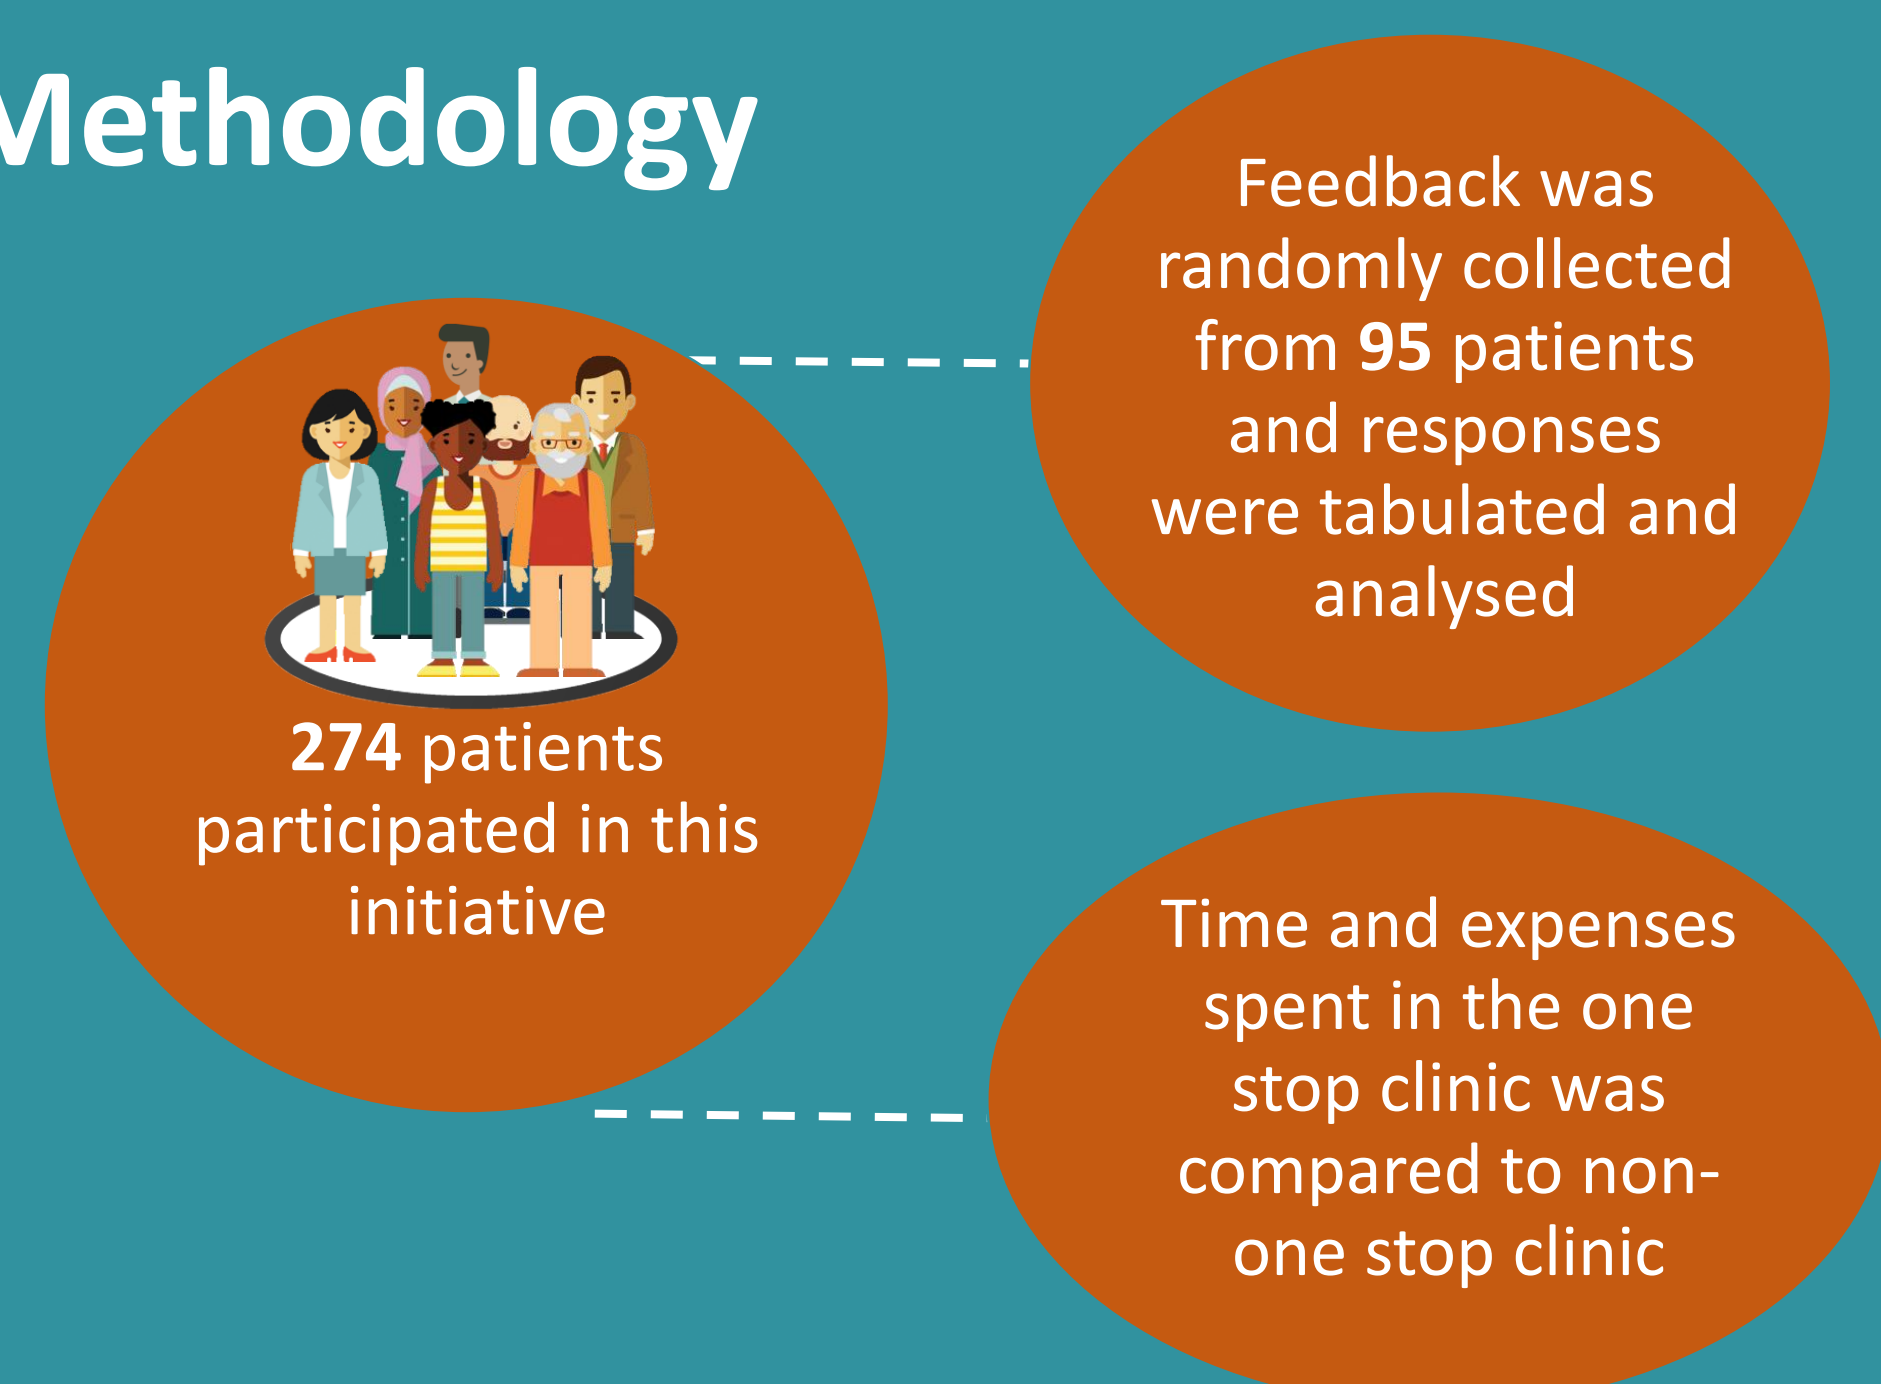 Methodology
274 patients
participated in this
initiative
Feedback was
randomly collected
from 95 patients
and responses
were tabulated and
analysed
Time and expenses
spent in the one
stop clinic was
compared to non-
one stop clinic